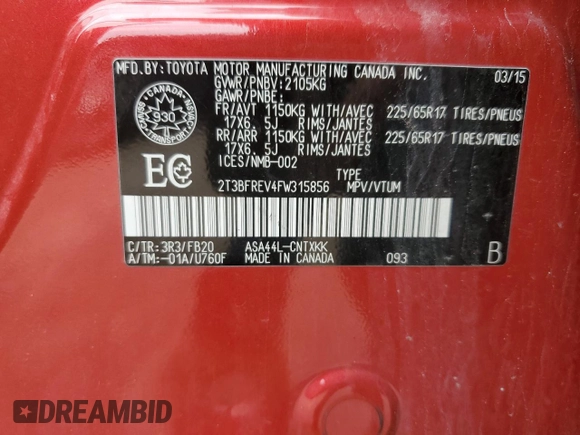 MFD.BY:TOYOTA MOTOR MANUFACTURING CANADA INC. 03/15
GVWR/PNBV:2105KG
GAWR/PNBE:
FR/AVT 1150KG WITH/AVEC 225/65R17 TIRES/PNEUS
17X6.5J RIMS/JANTES
RR/ARR 1150KG WITH/AVEC 225/65R17 TIRES/PNEUS
17X6.5J RIMS/JANTES
ICES/NMB-002
CANADA
930
TRANSPORT
EC
TYPE
2T3BFREV4FW315856 MPV/VTUM
C/TR:3R3/FB20 ASA44L-CNTXKK
A/TM:-01A/U760F MADE IN CANADA 093 B
DREAMBID